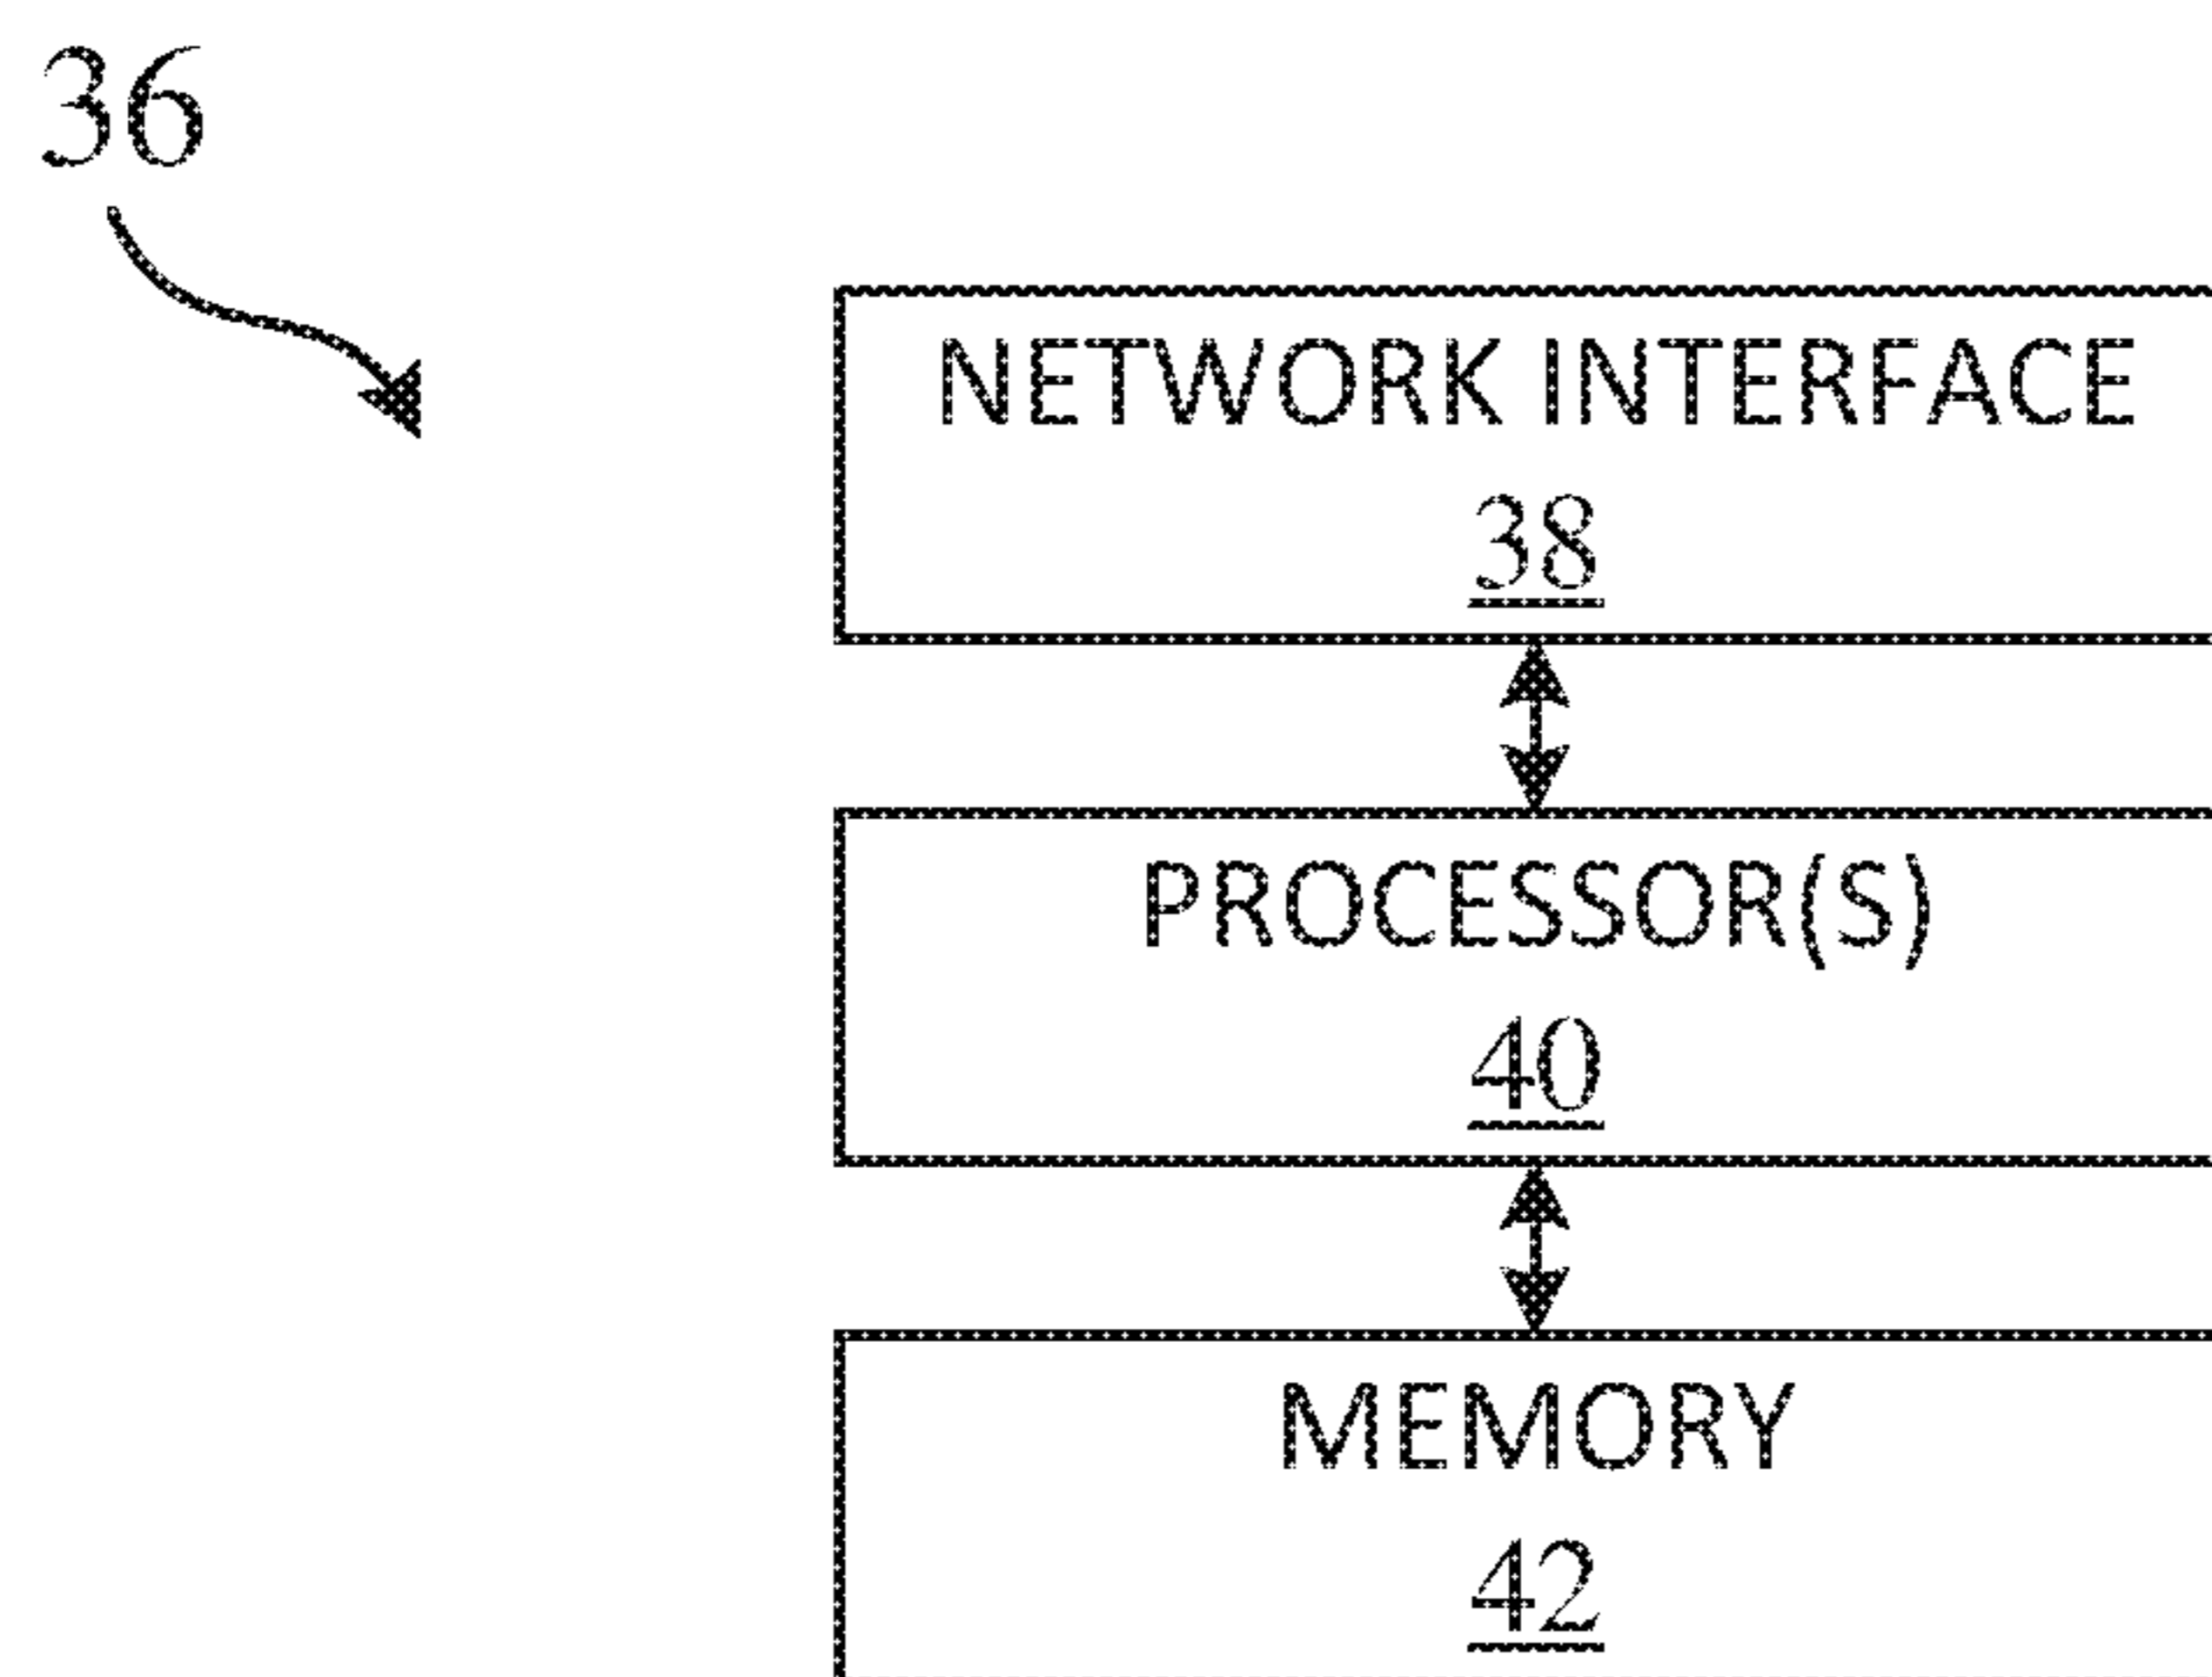 36
NETWORK INTERFACE
38
PROCESSOR(S)
40
MEMORY
42